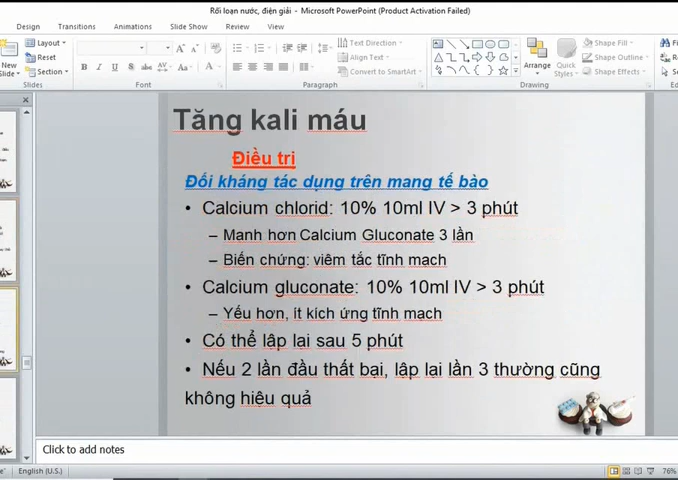 Rối loạn nước, điện giải - Microsoft PowerPoint (Product Activation Failed)
Design Transitions Animations Slide Show Review View
New Slide Layout Reset Section
Text Direction Align Text Convert to SmartArt
Arrange Quick Styles Shape Fill Shape Outline Shape Effects
Slides Font Paragraph Drawing
Tăng kali máu
Điều trị
Đối kháng tác dụng trên mang tế bào
• Calcium chlorid: 10% 10ml IV > 3 phút
– Manh hơn Calcium Gluconate 3 lần
– Biến chứng: viêm tắc tĩnh mạch
• Calcium gluconate: 10% 10ml IV > 3 phút
– Yếu hơn, ít kích ứng tĩnh mạch
• Có thể lập lại sau 5 phút
• Nếu 2 lần đầu thất bại, lập lại lần 3 thường cũng
không hiệu quả
Click to add notes
English (U.S.) 76%